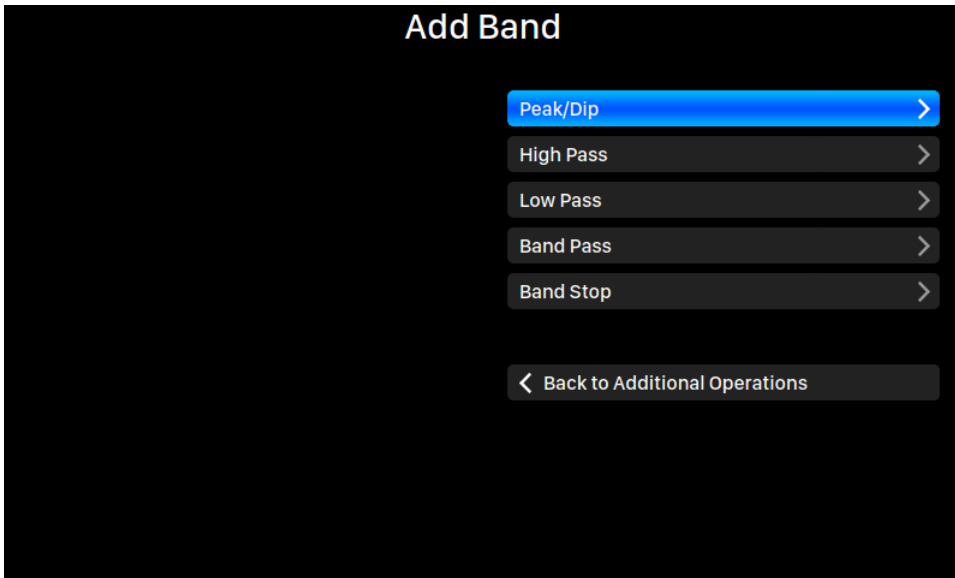 Add Band
Peak/Dip
High Pass
Low Pass
Band Pass
Band Stop
Back to Additional Operations